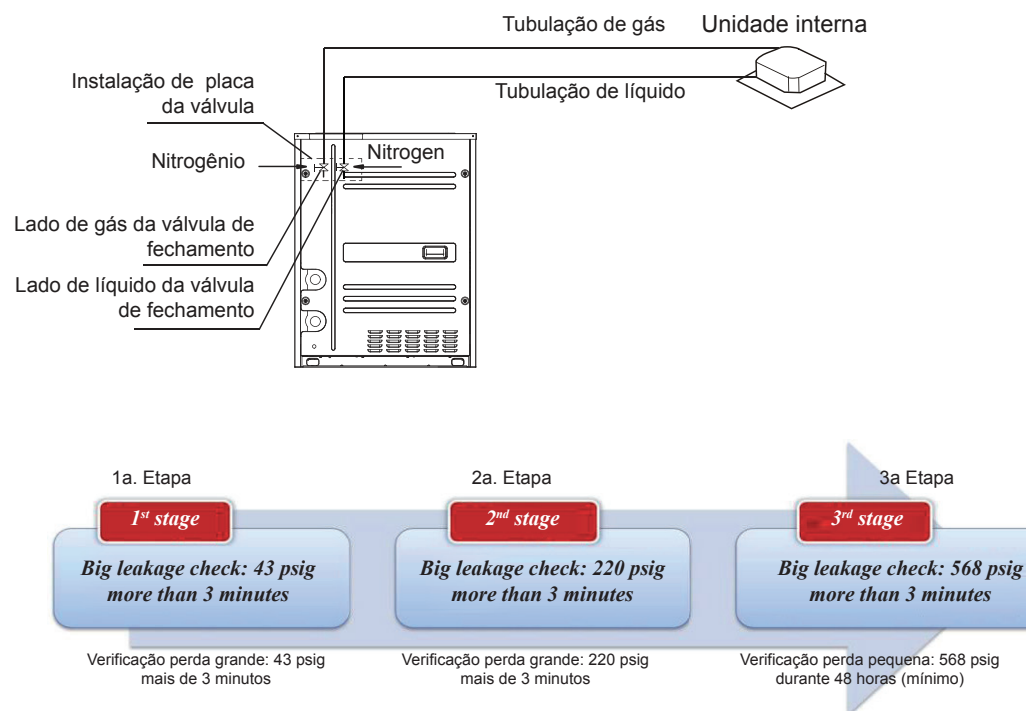 Tubulação de gás
Unidade interna
Instalação de placa
da válvula
Tubulação de líquido
Nitrogênio
Nitrogen
Lado de gás da válvula de
fechamento
Lado de líquido da válvula
de fechamento
1a. Etapa
2a. Etapa
3a Etapa
1st stage
2nd stage
3rd stage
Big leakage check: 43 psig
more than 3 minutes
Big leakage check: 220 psig
more than 3 minutes
Big leakage check: 568 psig
more than 3 minutes
Verificação perda grande: 43 psig
mais de 3 minutos
Verificação perda grande: 220 psig
mais de 3 minutos
Verificação perda pequena: 568 psig
durante 48 horas (mínimo)